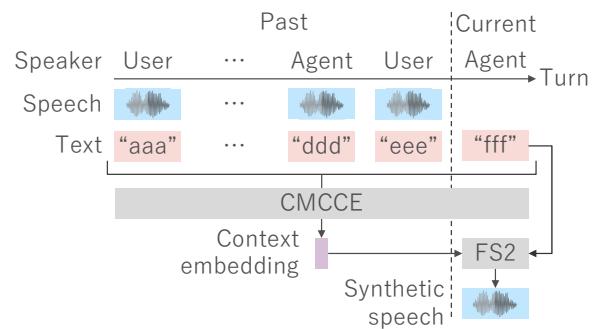 Past
Current
Speaker User ⋯ Agent User Agent
Turn
Speech ⋯
Text “aaa” ⋯ “ddd” “eee” “fff”
CMCCE
Context
embedding
FS2
Synthetic
speech